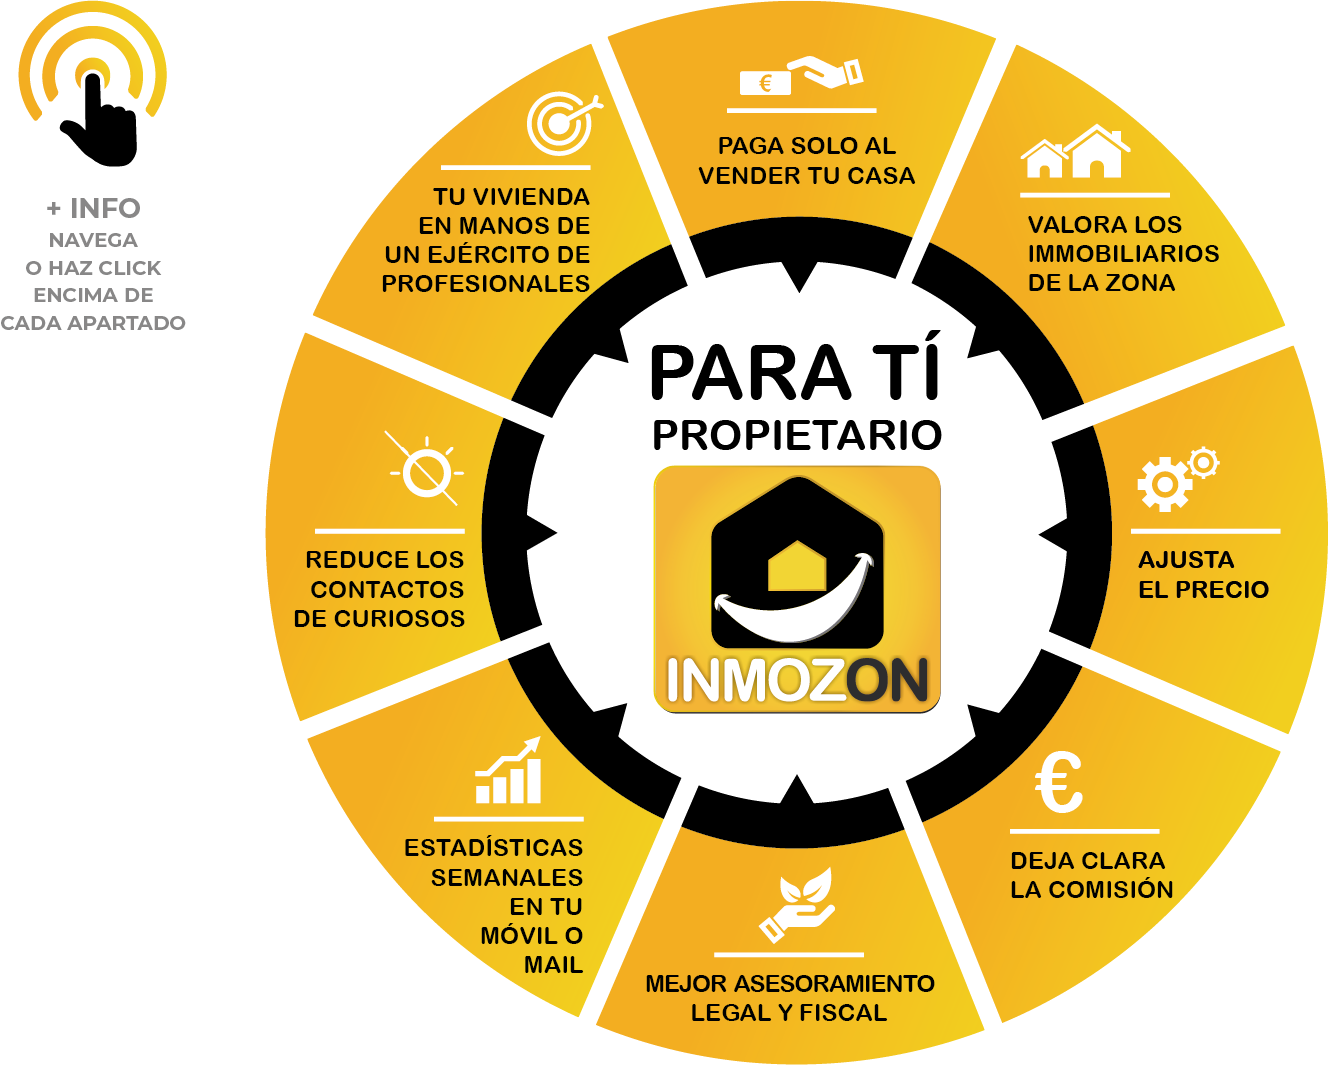 + INFO
NAVEGA
O HAZ CLICK
ENCIMA DE
CADA APARTADO
PAGA SOLO AL
VENDER TU CASA
VALORA LOS
IMMOBILIARIOS
DE LA ZONA
AJUSTA
EL PRECIO
€
DEJA CLARA
LA COMISIÓN
MEJOR ASESORAMIENTO
LEGAL Y FISCAL
ESTADÍSTICAS
SEMANALES
EN TU
MÓVIL O
MAIL
REDUCE LOS
CONTACTOS
DE CURIOSOS
TU VIVIENDA
EN MANOS DE
UN EJÉRCITO DE
PROFESIONALES
PARA TÍ
PROPIETARIO
INMOZON
€